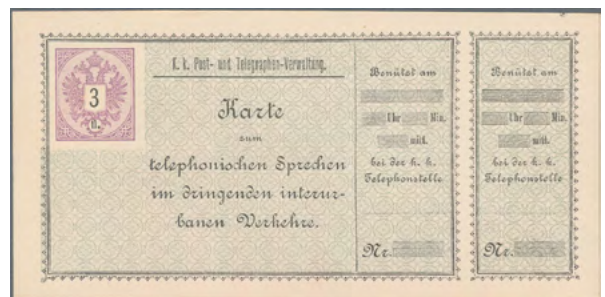 3
fl.
K. k. Post- und Telegraphen-Verwaltung.
Karte
zum
telephonischen Sprechen
im dringenden interur-
banen Verkehre.
Benützt am
Uhr Min.
mitt.
bei der k. k.
Telephonstelle
Nr.
Benützt am
Uhr Min.
mitt.
bei der k. k.
Telephonstelle
Nr.